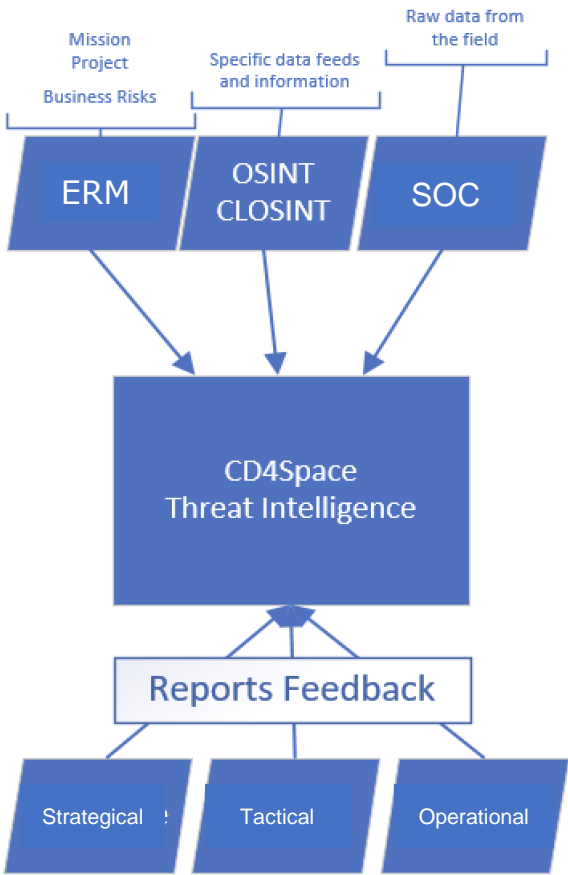 Mission
Project
Business Risks
Specific data feeds
and information
Raw data from
the field
ERM
OSINT
CLOSINT
SOC
CD4Space
Threat Intelligence
Reports Feedback
Strategical
Tactical
Operational